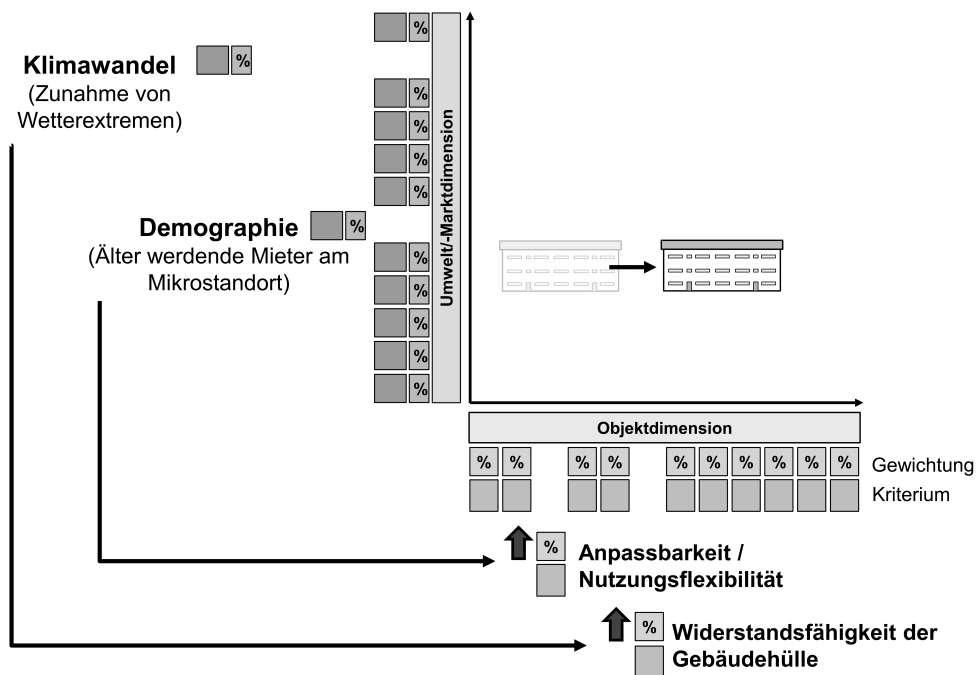 %
Klimawandel
%
(Zunahme von
Wetterextremen)
%
%
%
%
Demographie
%
(Älter werdende Mieter am
Mikrostandort)
%
%
%
%
%
Umwelt/-Marktdimension
Objektdimension
% % % % % % % % % %
Gewichtung
Kriterium
%
Anpassbarkeit /
Nutzungsflexibilität
%
Widerstandsfähigkeit der
Gebäudehülle